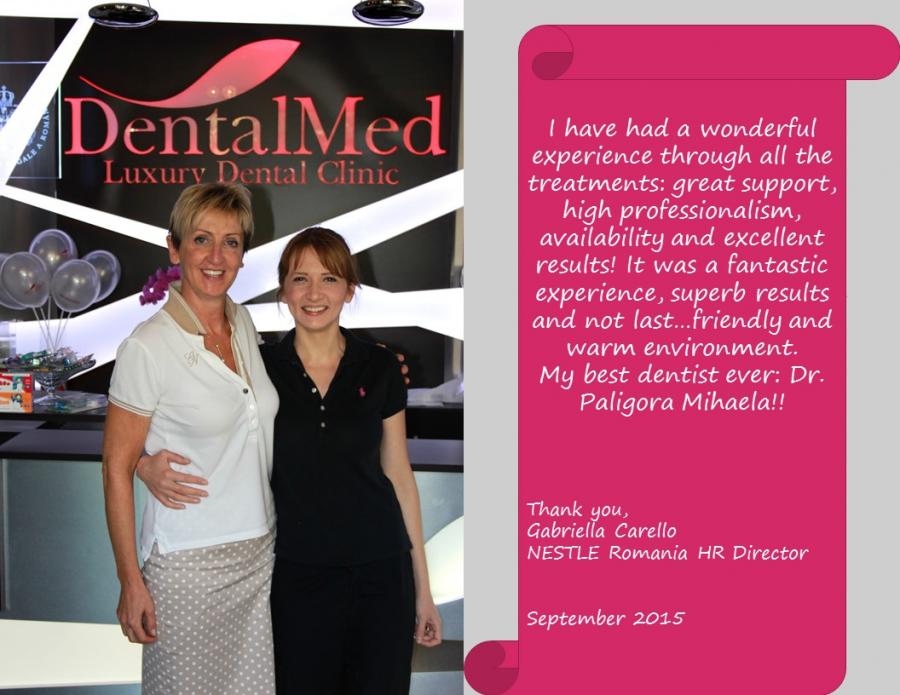 DentalMed
Luxury Dental Clinic
I have had a wonderful
experience through all the
treatments: great support,
high professionalism,
availability and excellent
results! It was a fantastic
experience, superb results
and not last...friendly and
warm environment.
My best dentist ever: Dr.
Paligora Mihaela!!
Thank you,
Gabriella Carello
NESTLE Romania HR Director
September 2015